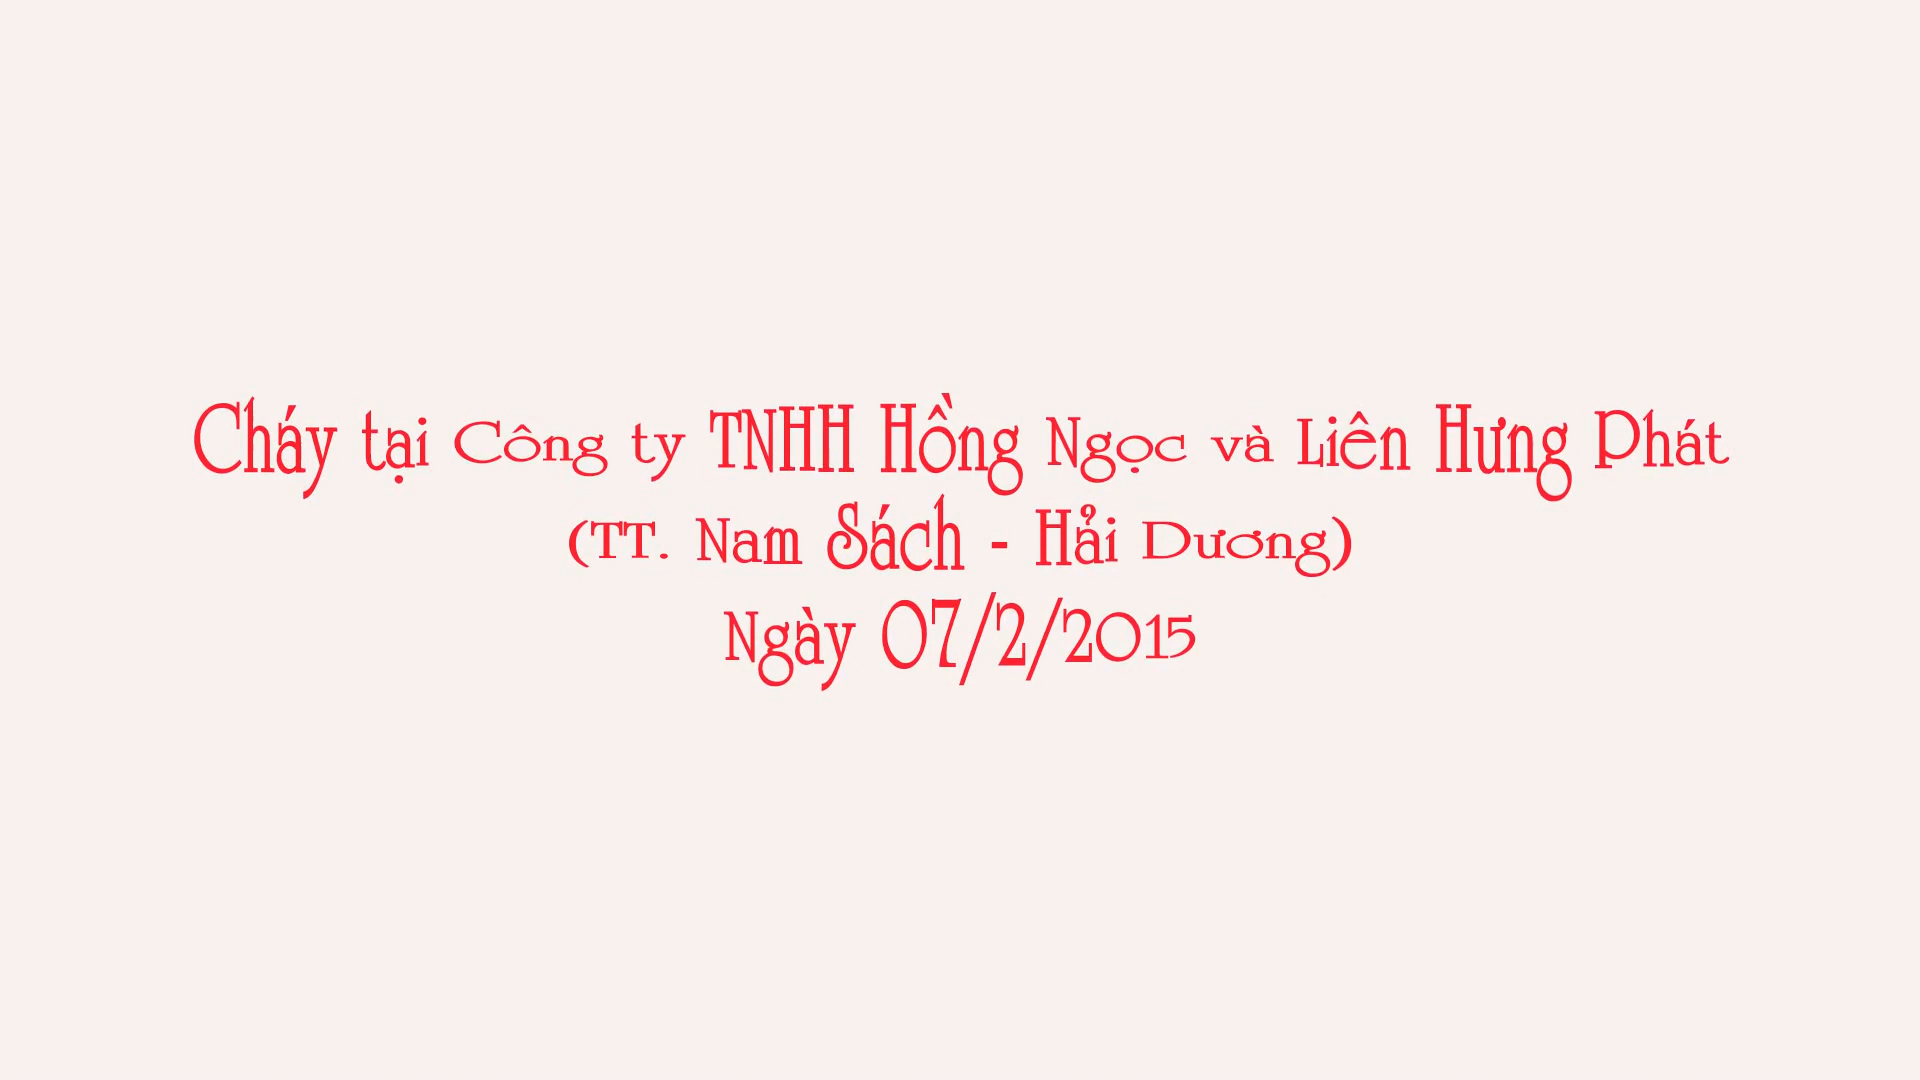 Cháy tại Công ty TNHH Hồng Ngọc và Liên Hưng Phát
(TT. Nam Sách - Hải Dương)
Ngày 07/2/2015